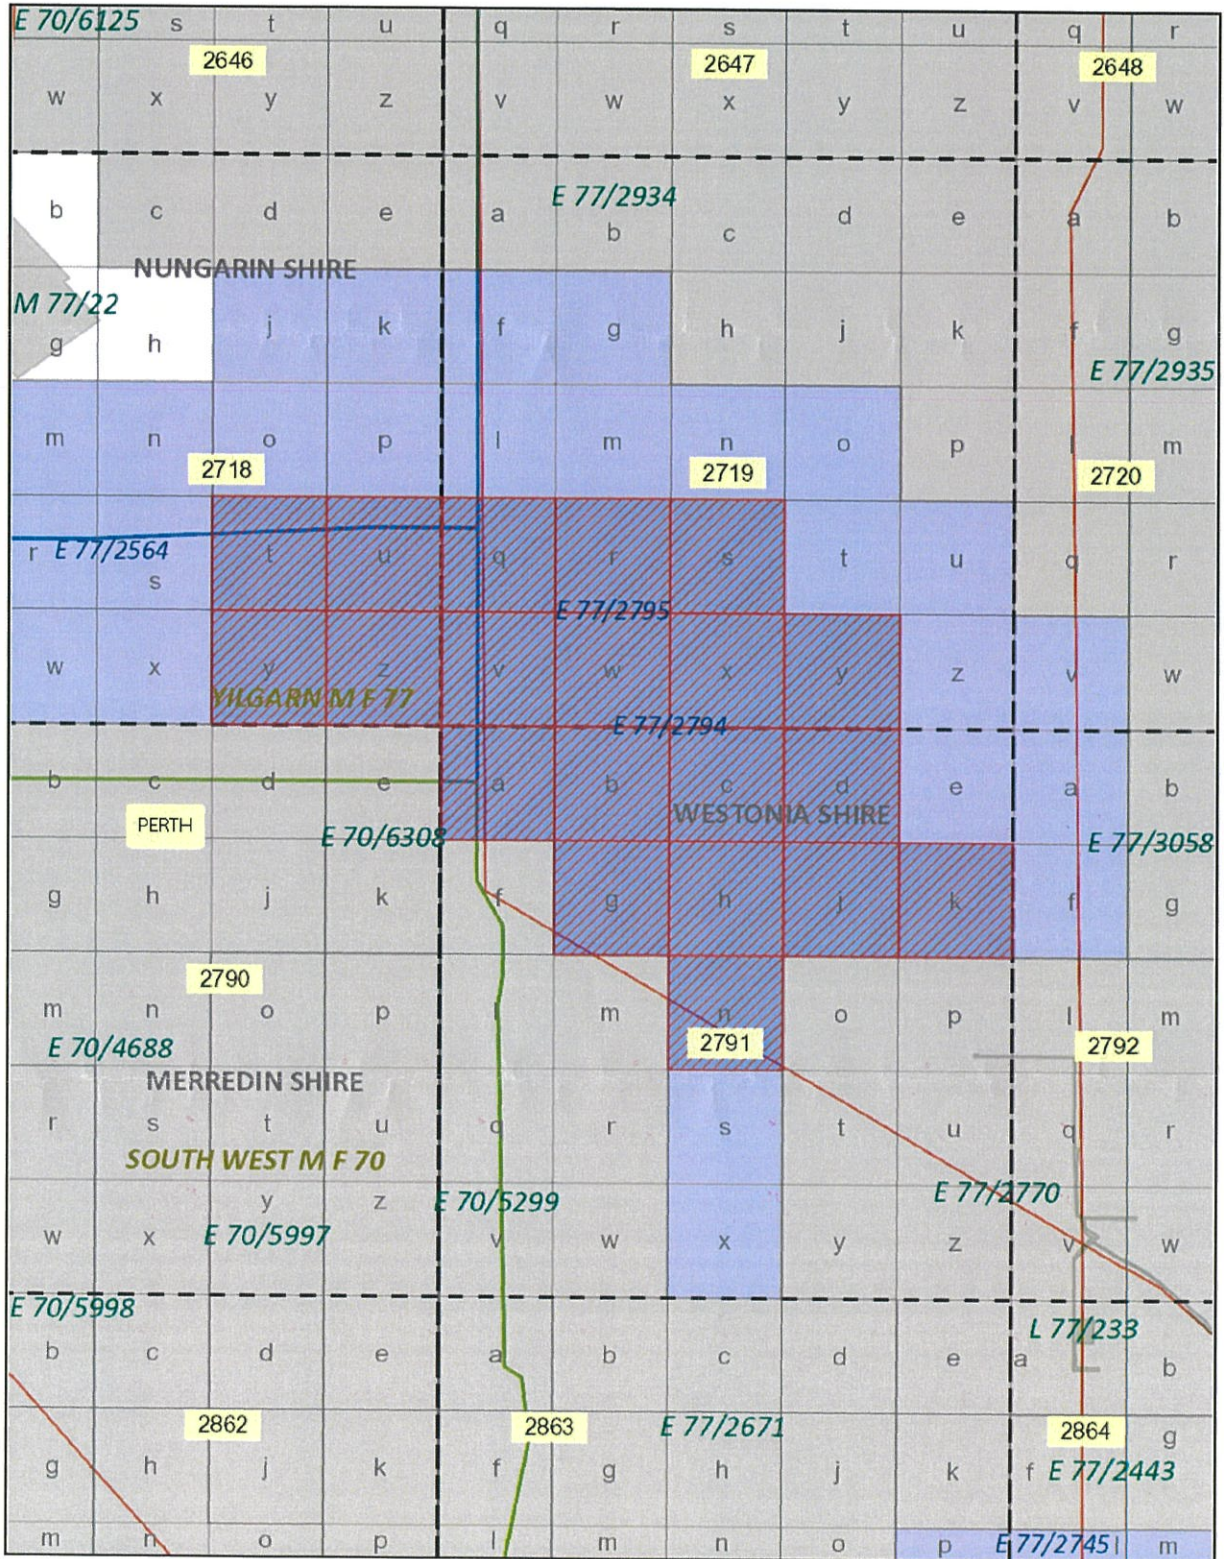 E 70/6125 s t u q r s t u q r
2646 2647 2648
w x y z v w x y z v w
E 77/2934
b c d e a b c d e a b
NUNGARIN SHIRE
M 77/22
g h j k f g h j k f g
E 77/2935
m n o p l m n o p l m
2718 2719 2720
r E 77/2564 s t u q r s t u q r
E 77/2795
w x y z v w x y z v w
YILGARN M F 77
E 77/2794
b c d e a b c d e a b
WESTONIA SHIRE
PERTH
E 70/6308 E 77/3058
g h j k f g h j k f g
2790
m n o p l m n o p l m
E 70/4688 2791 2792
MERREDIN SHIRE
r s t u q r s t u q r
SOUTH WEST M F 70
E 70/5299 E 77/2770
w x y z v w x y z v w
E 70/5997
E 70/5998
L 77/233
b c d e a b c d e a b
2862 2863 E 77/2671 2864
g h j k f g h j k f E 77/2443 g
m n o p l m n o p E 77/2745 l m